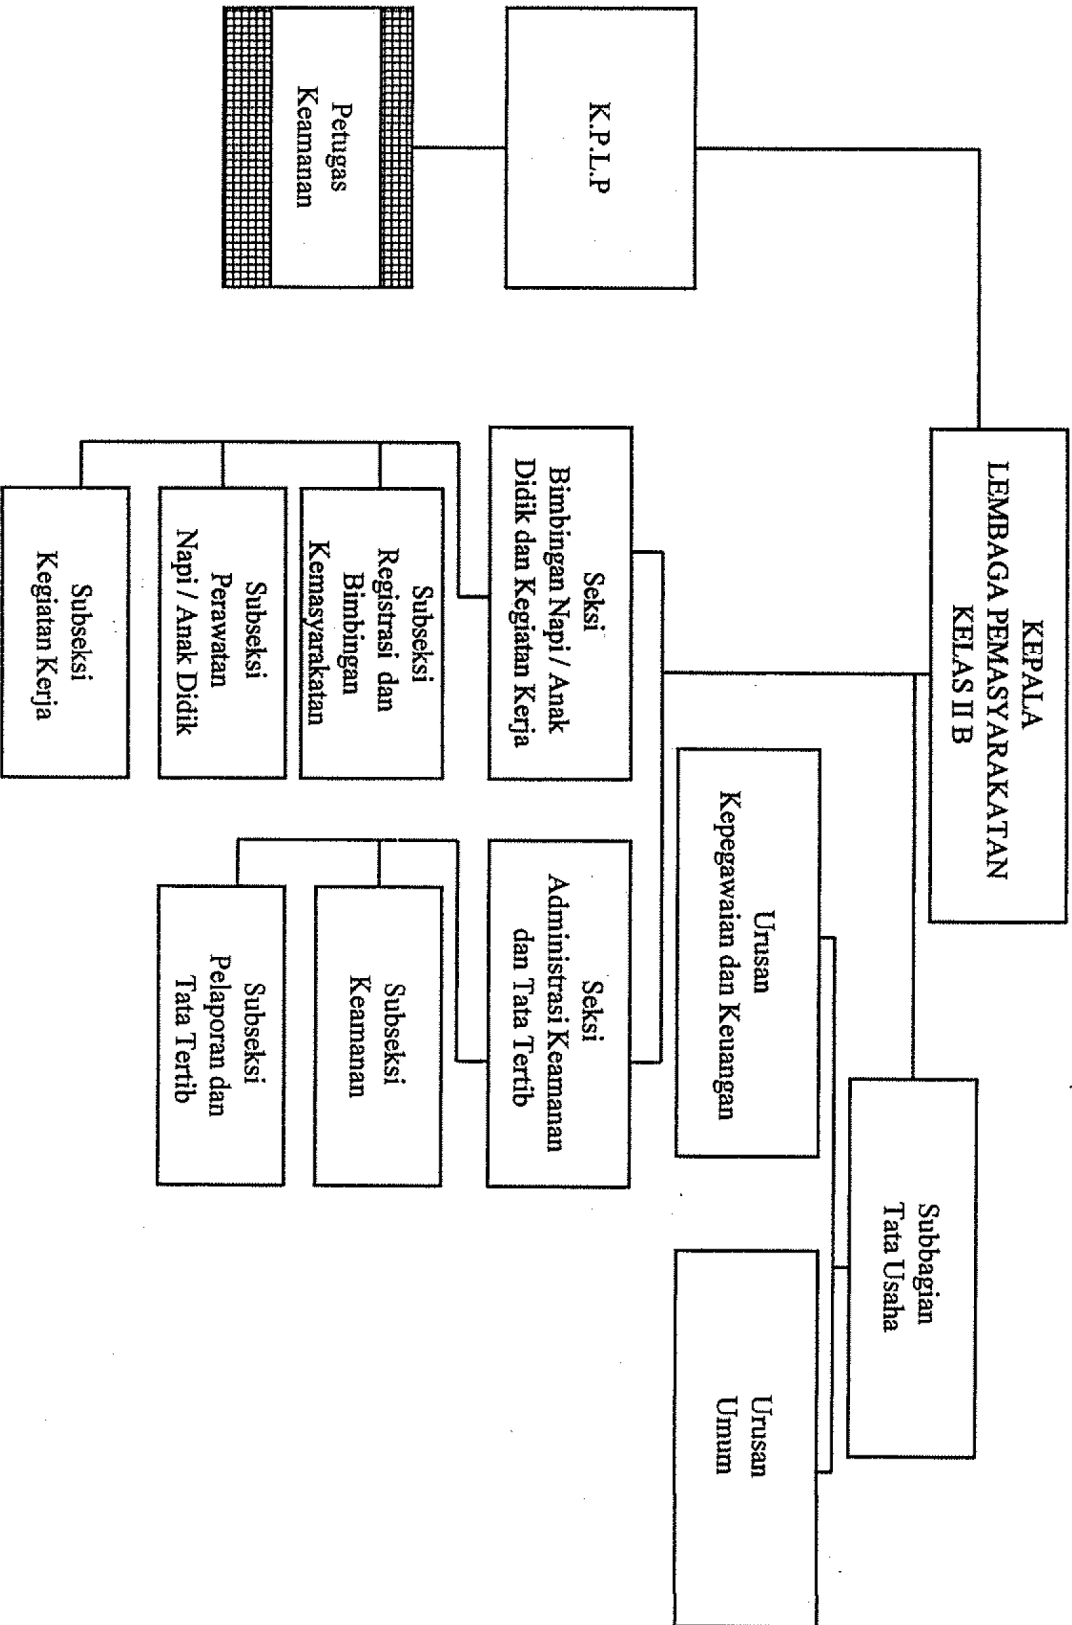 KEPALA
LEMBAGA PEMASYARAKATAN
KELAS II B
Subbagian
Tata Usaha
Urusan
Kepegawaian dan Keuangan
Urusan
Umum
K.P.L.P
Petugas
Keamanan
Seksi
Bimbingan Napi / Anak
Didik dan Kegiatan Kerja
Subseksi
Registrasi dan
Bimbingan
Kemasyarakatan
Subseksi
Perawatan
Napi / Anak Didik
Subseksi
Kegiatan Kerja
Seksi
Administrasi Keamanan
dan Tata Tertib
Subseksi
Keamanan
Subseksi
Pelaporan dan
Tata Tertib